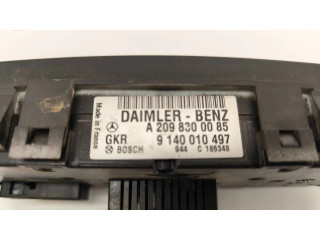 Made in France
DAIMLER - BENZ
A 209 830 00 85
GKR 9 140 010 497
BOSCH 944 C 186348